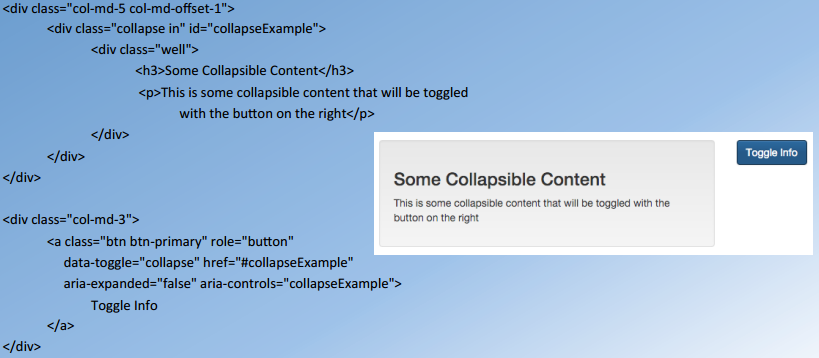 <div class="col-md-5 col-md-offset-1">
<div class="collapse in" id="collapseExample">
<div class="well">
<h3>Some Collapsible Content</h3>
<p>This is some collapsible content that will be toggled
with the button on the right</p>
</div>
</div>
</div>
<div class="col-md-3">
<a class="btn btn-primary" role="button"
data-toggle="collapse" href="#collapseExample"
aria-expanded="false" aria-controls="collapseExample">
Toggle Info
</a>
</div>
Some Collapsible Content
This is some collapsible content that will be toggled with the
button on the right
Toggle Info